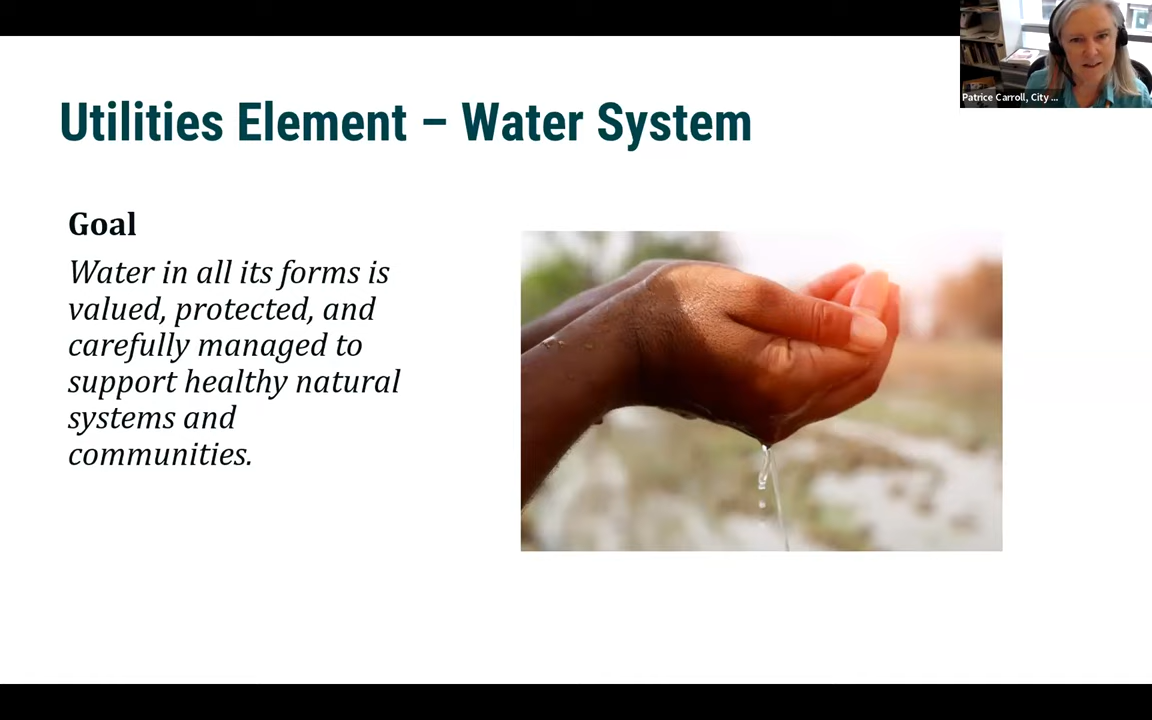 Patrice Carroll, City ...
Utilities Element – Water System
Goal
Water in all its forms is
valued, protected, and
carefully managed to
support healthy natural
systems and
communities.